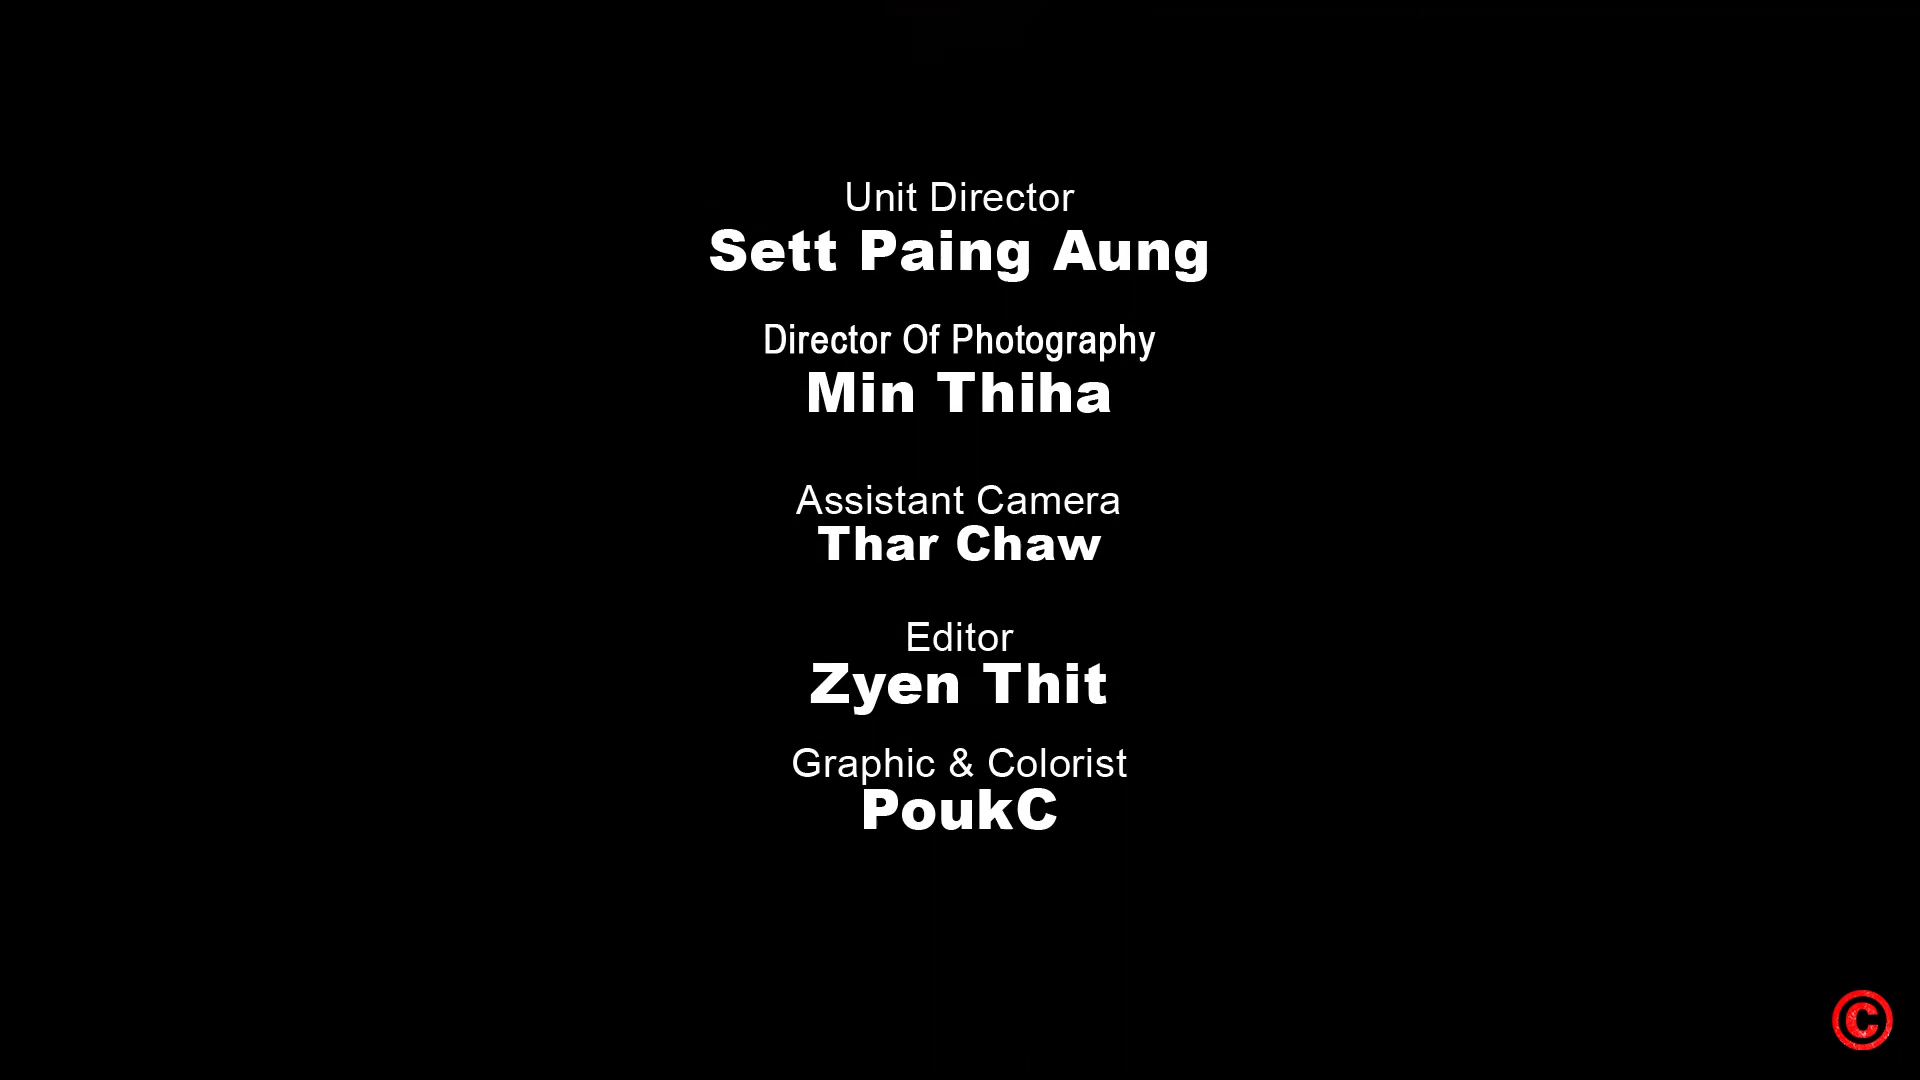 Unit Director
Sett Paing Aung
Director Of Photography
Min Thiha
Assistant Camera
Thar Chaw
Editor
Zyen Thit
Graphic & Colorist
PoukC
©